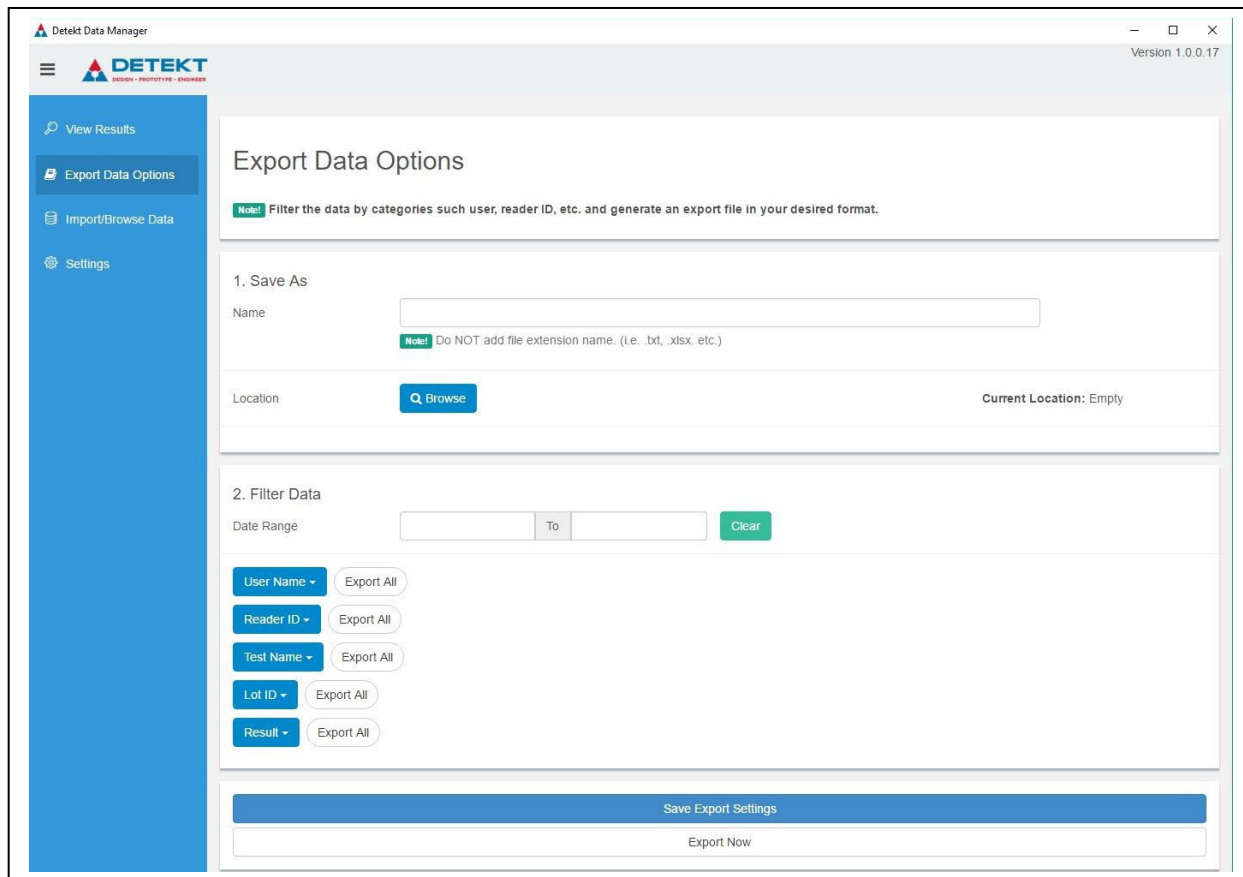 Detekt Data Manager
Version 1.0.0.17
DETEKT
DESIGN - PROTOTYPE - ENGINEER
View Results
Export Data Options
Import/Browse Data
Settings
Export Data Options
Note! Filter the data by categories such user, reader ID, etc. and generate an export file in your desired format.
1. Save As
Name
Note! Do NOT add file extension name. (i.e. .txt, .xlsx. etc.)
Location Browse Current Location: Empty
2. Filter Data
Date Range To Clear
User Name Export All
Reader ID Export All
Test Name Export All
Lot ID Export All
Result Export All
Save Export Settings
Export Now